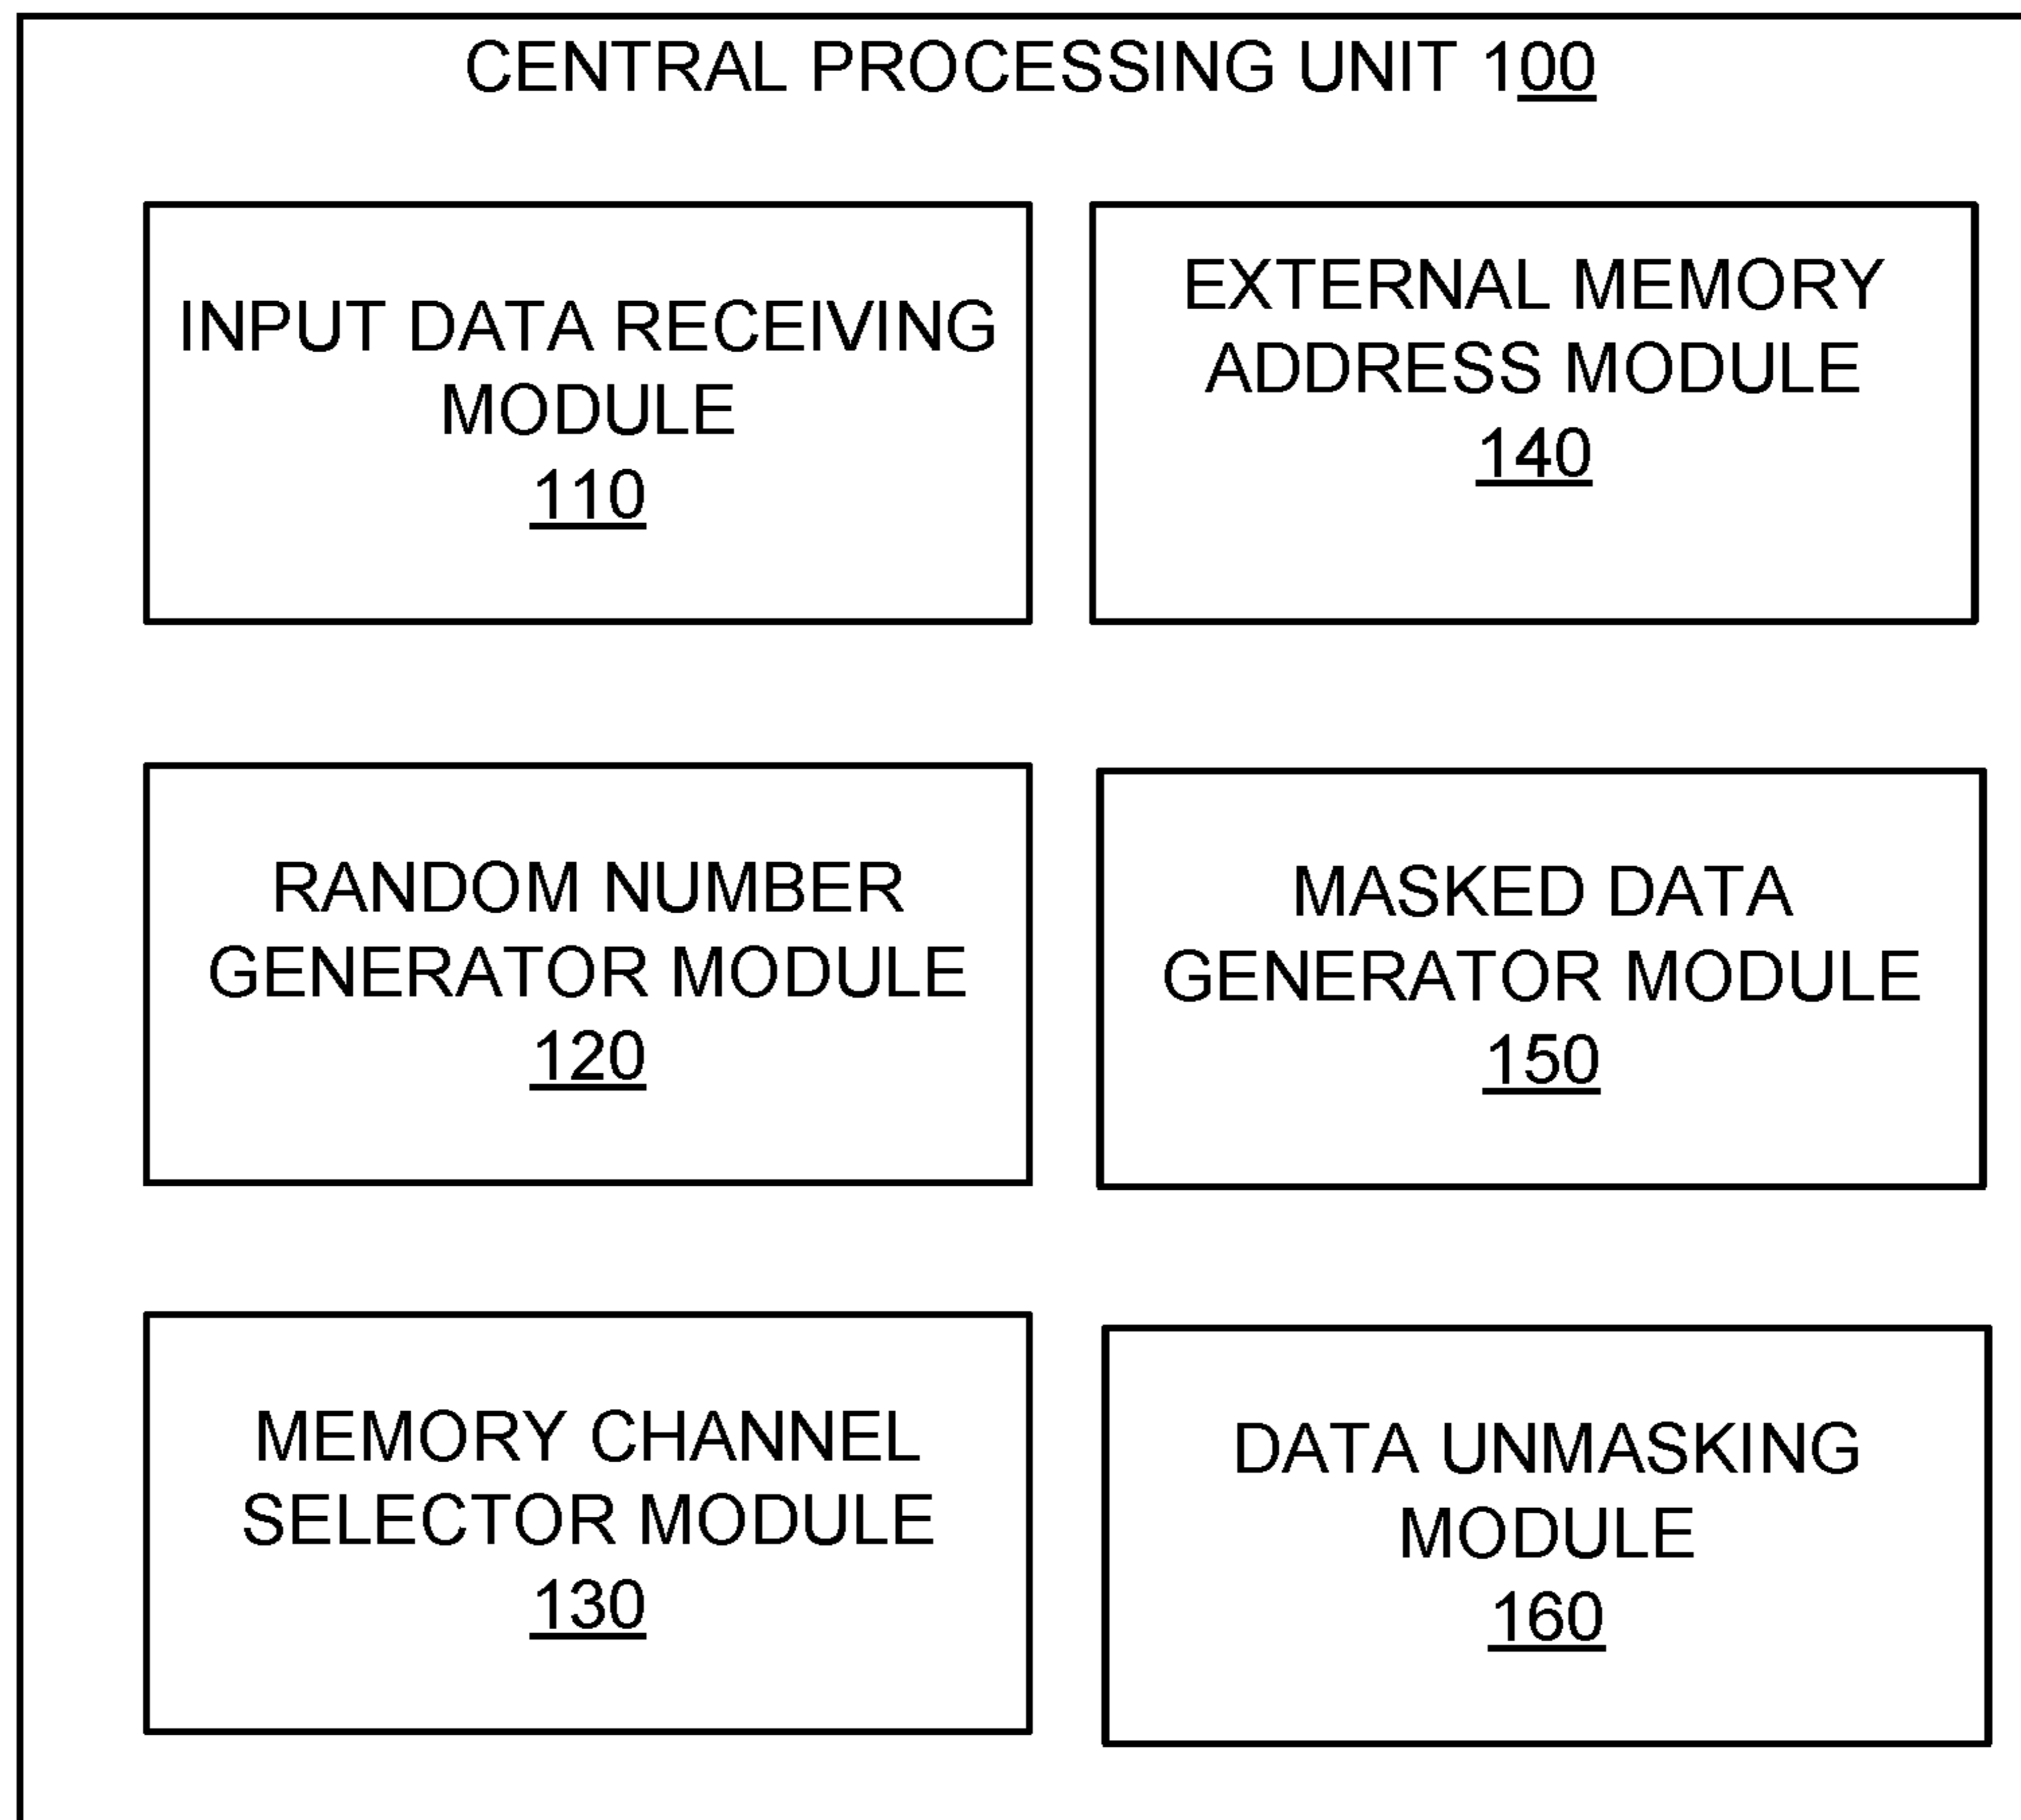 CENTRAL PROCESSING UNIT 100
INPUT DATA RECEIVING
MODULE
110
EXTERNAL MEMORY
ADDRESS MODULE
140
RANDOM NUMBER
GENERATOR MODULE
120
MASKED DATA
GENERATOR MODULE
150
MEMORY CHANNEL
SELECTOR MODULE
130
DATA UNMASKING
MODULE
160